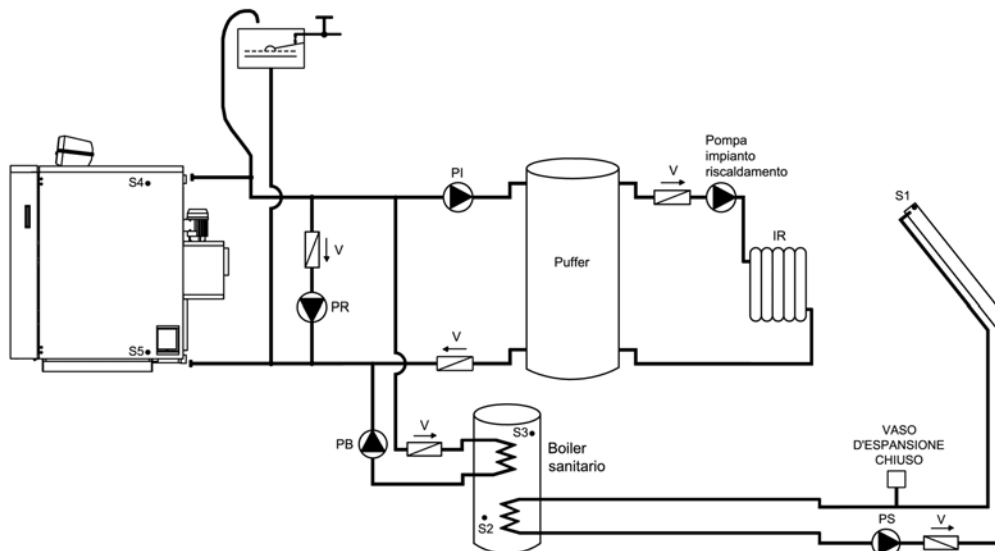 S4
S5
V
PR
PI
Puffer
V
Pompa
impianto
riscaldamento
IR
S1
V
PB
V
S3
Boiler
sanitario
S2
VASO
D'ESPANSIONE
CHIUSO
PS
V